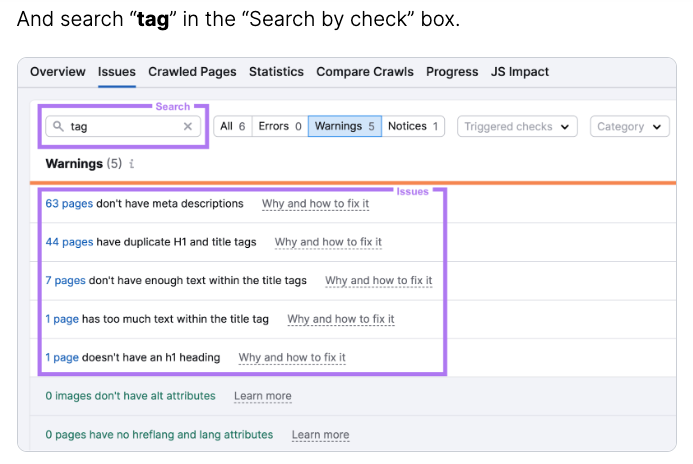 And search “tag” in the “Search by check” box.
Overview Issues Crawled Pages Statistics Compare Crawls Progress JS Impact
Search
tag × All 6 Errors 0 Warnings 5 Notices 1 Triggered checks Category
Warnings (5) i
Issues
63 pages don't have meta descriptions Why and how to fix it
44 pages have duplicate H1 and title tags Why and how to fix it
7 pages don't have enough text within the title tags Why and how to fix it
1 page has too much text within the title tag Why and how to fix it
1 page doesn't have an h1 heading Why and how to fix it
0 images don't have alt attributes Learn more
0 pages have no hreflang and lang attributes Learn more